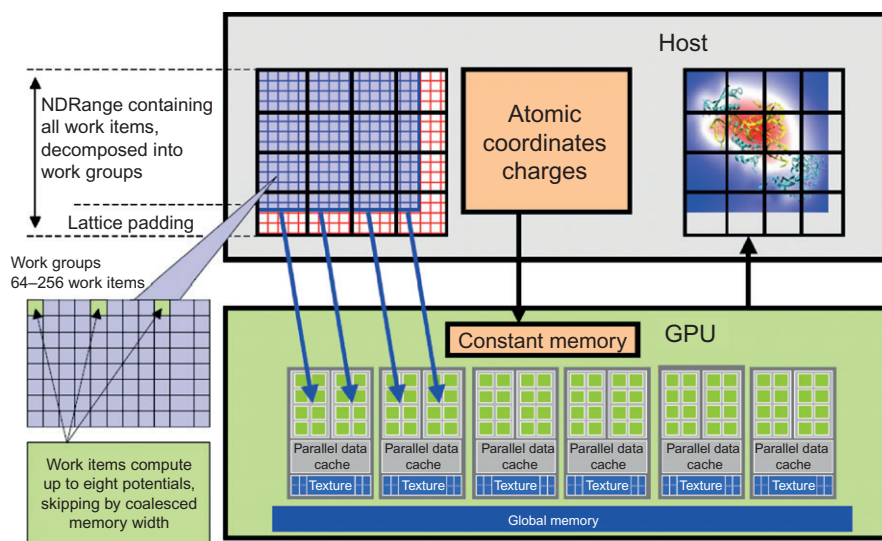 Host
NDRange containing
all work items,
decomposed into
work groups
Lattice padding
Atomic
coordinates
charges
Work groups
64–256 work items
Constant memory
GPU
Parallel data
cache
Texture
Parallel data
cache
Texture
Parallel data
cache
Texture
Parallel data
cache
Texture
Parallel data
cache
Texture
Parallel data
cache
Texture
Global memory
Work items compute
up to eight potentials,
skipping by coalesced
memory width